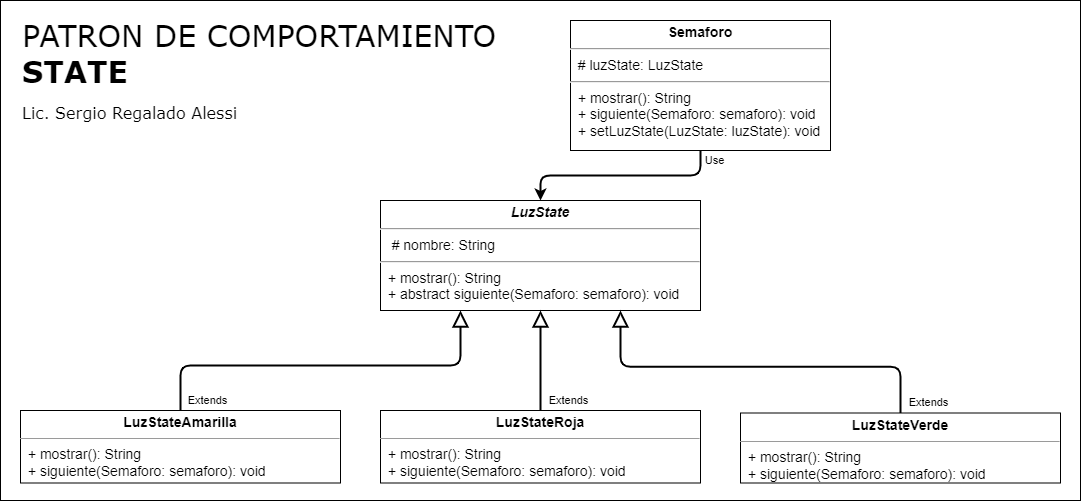 PATRON DE COMPORTAMIENTO
STATE
Lic. Sergio Regalado Alessi
Semaforo
# luzState: LuzState
+ mostrar(): String
+ siguiente(Semaforo: semaforo): void
+ setLuzState(LuzState: luzState): void
Use
LuzState
# nombre: String
+ mostrar(): String
+ abstract siguiente(Semaforo: semaforo): void
Extends
Extends
Extends
LuzStateAmarilla
+ mostrar(): String
+ siguiente(Semaforo: semaforo): void
LuzStateRoja
+ mostrar(): String
+ siguiente(Semaforo: semaforo): void
LuzStateVerde
+ mostrar(): String
+ siguiente(Semaforo: semaforo): void